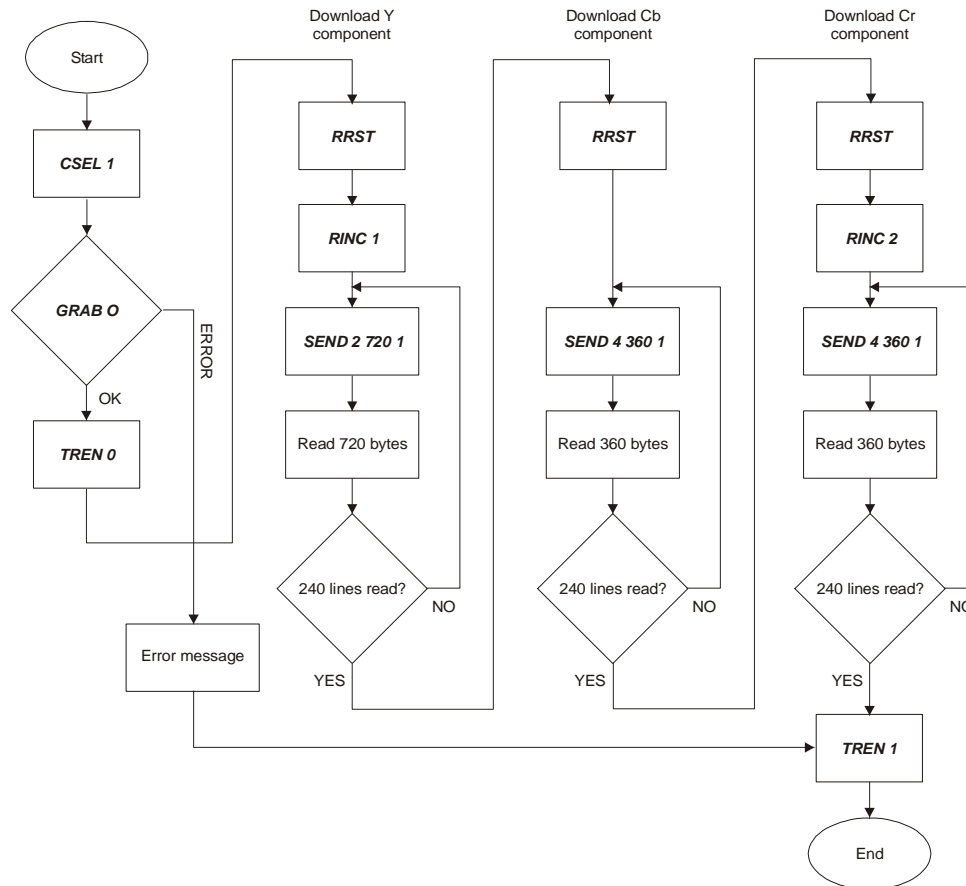 Start
CSEL 1
GRAB O
ERROR
OK
TREN 0
Error message
Download Y
component
RRST
RINC 1
SEND 2 720 1
Read 720 bytes
240 lines read?
NO
YES
Download Cb
component
RRST
SEND 4 360 1
Read 360 bytes
240 lines read?
NO
YES
Download Cr
component
RRST
RINC 2
SEND 4 360 1
Read 360 bytes
240 lines read?
NO
YES
TREN 1
End